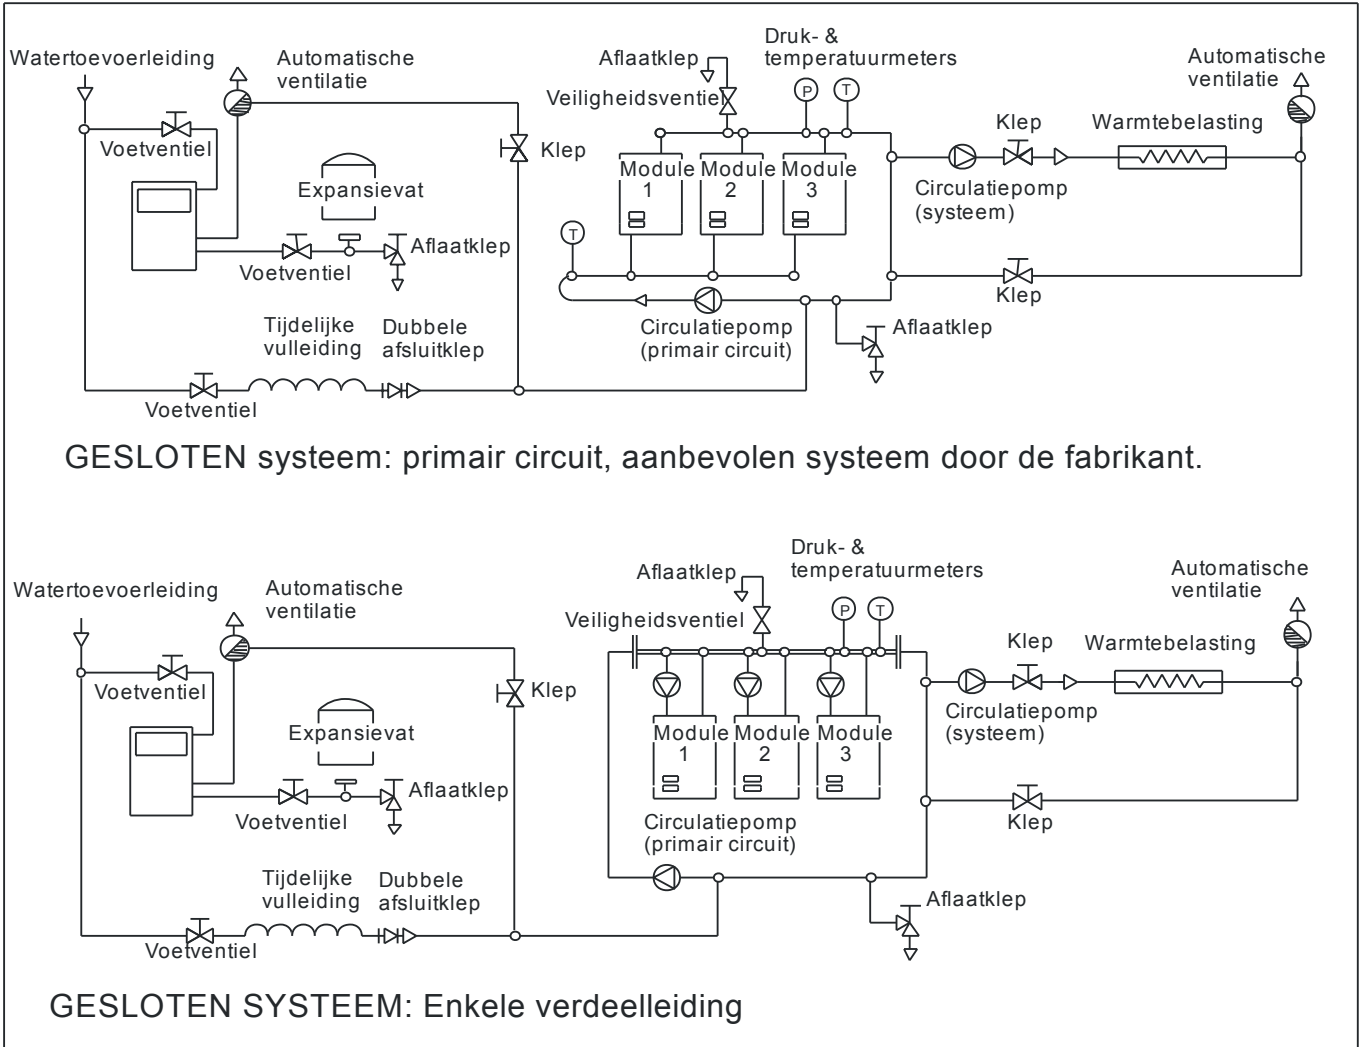 Watertoevoerleiding
Automatische
ventilatie
Voetventiel
Expansievat
Voetventiel
Aflaatklep
Klep
Tijdelijke
vulleiding
Dubbele
afsluitklep
Voetventiel
Aflaatklep
Veiligheidsventiel
Druk- &
temperatuurmeters
P
T
Module
1
Module
2
Module
3
T
Circulatiepomp
(primair circuit)
Aflaatklep
Klep
Circulatiepomp
(systeem)
Warmtebelasting
Automatische
ventilatie
Klep
GESLOTEN systeem: primair circuit, aanbevolen systeem door de fabrikant.
Watertoevoerleiding
Automatische
ventilatie
Voetventiel
Expansievat
Voetventiel
Aflaatklep
Klep
Tijdelijke
vulleiding
Dubbele
afsluitklep
Voetventiel
Aflaatklep
Veiligheidsventiel
Druk- &
temperatuurmeters
P
T
Module
1
Module
2
Module
3
Circulatiepomp
(primair circuit)
Aflaatklep
Klep
Circulatiepomp
(systeem)
Warmtebelasting
Automatische
ventilatie
Klep
GESLOTEN SYSTEEM: Enkele verdeelleiding